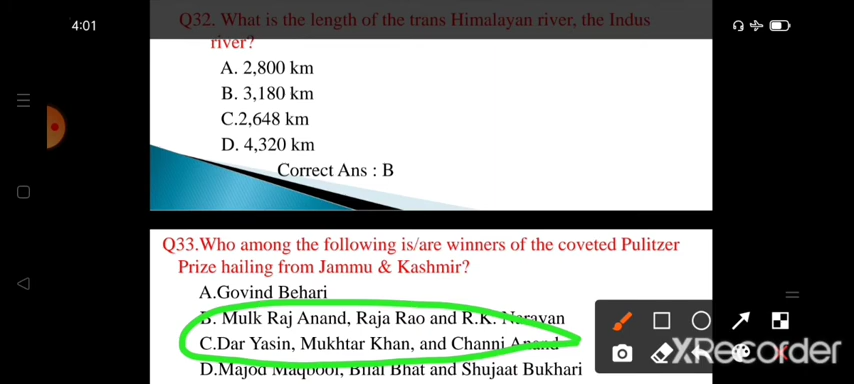 4:01
Q32. What is the length of the trans Himalayan river, the Indus
river?
A. 2,800 km
B. 3,180 km
C.2,648 km
D. 4,320 km
Correct Ans : B
Q33.Who among the following is/are winners of the coveted Pulitzer
Prize hailing from Jammu & Kashmir?
A.Govind Behari
B. Mulk Raj Anand, Raja Rao and R.K. Narayan
C.Dar Yasin, Mukhtar Khan, and Channi Anand
D.Majod Maqbool, Bilal Bhat and Shujaat Bukhari
XRecorder